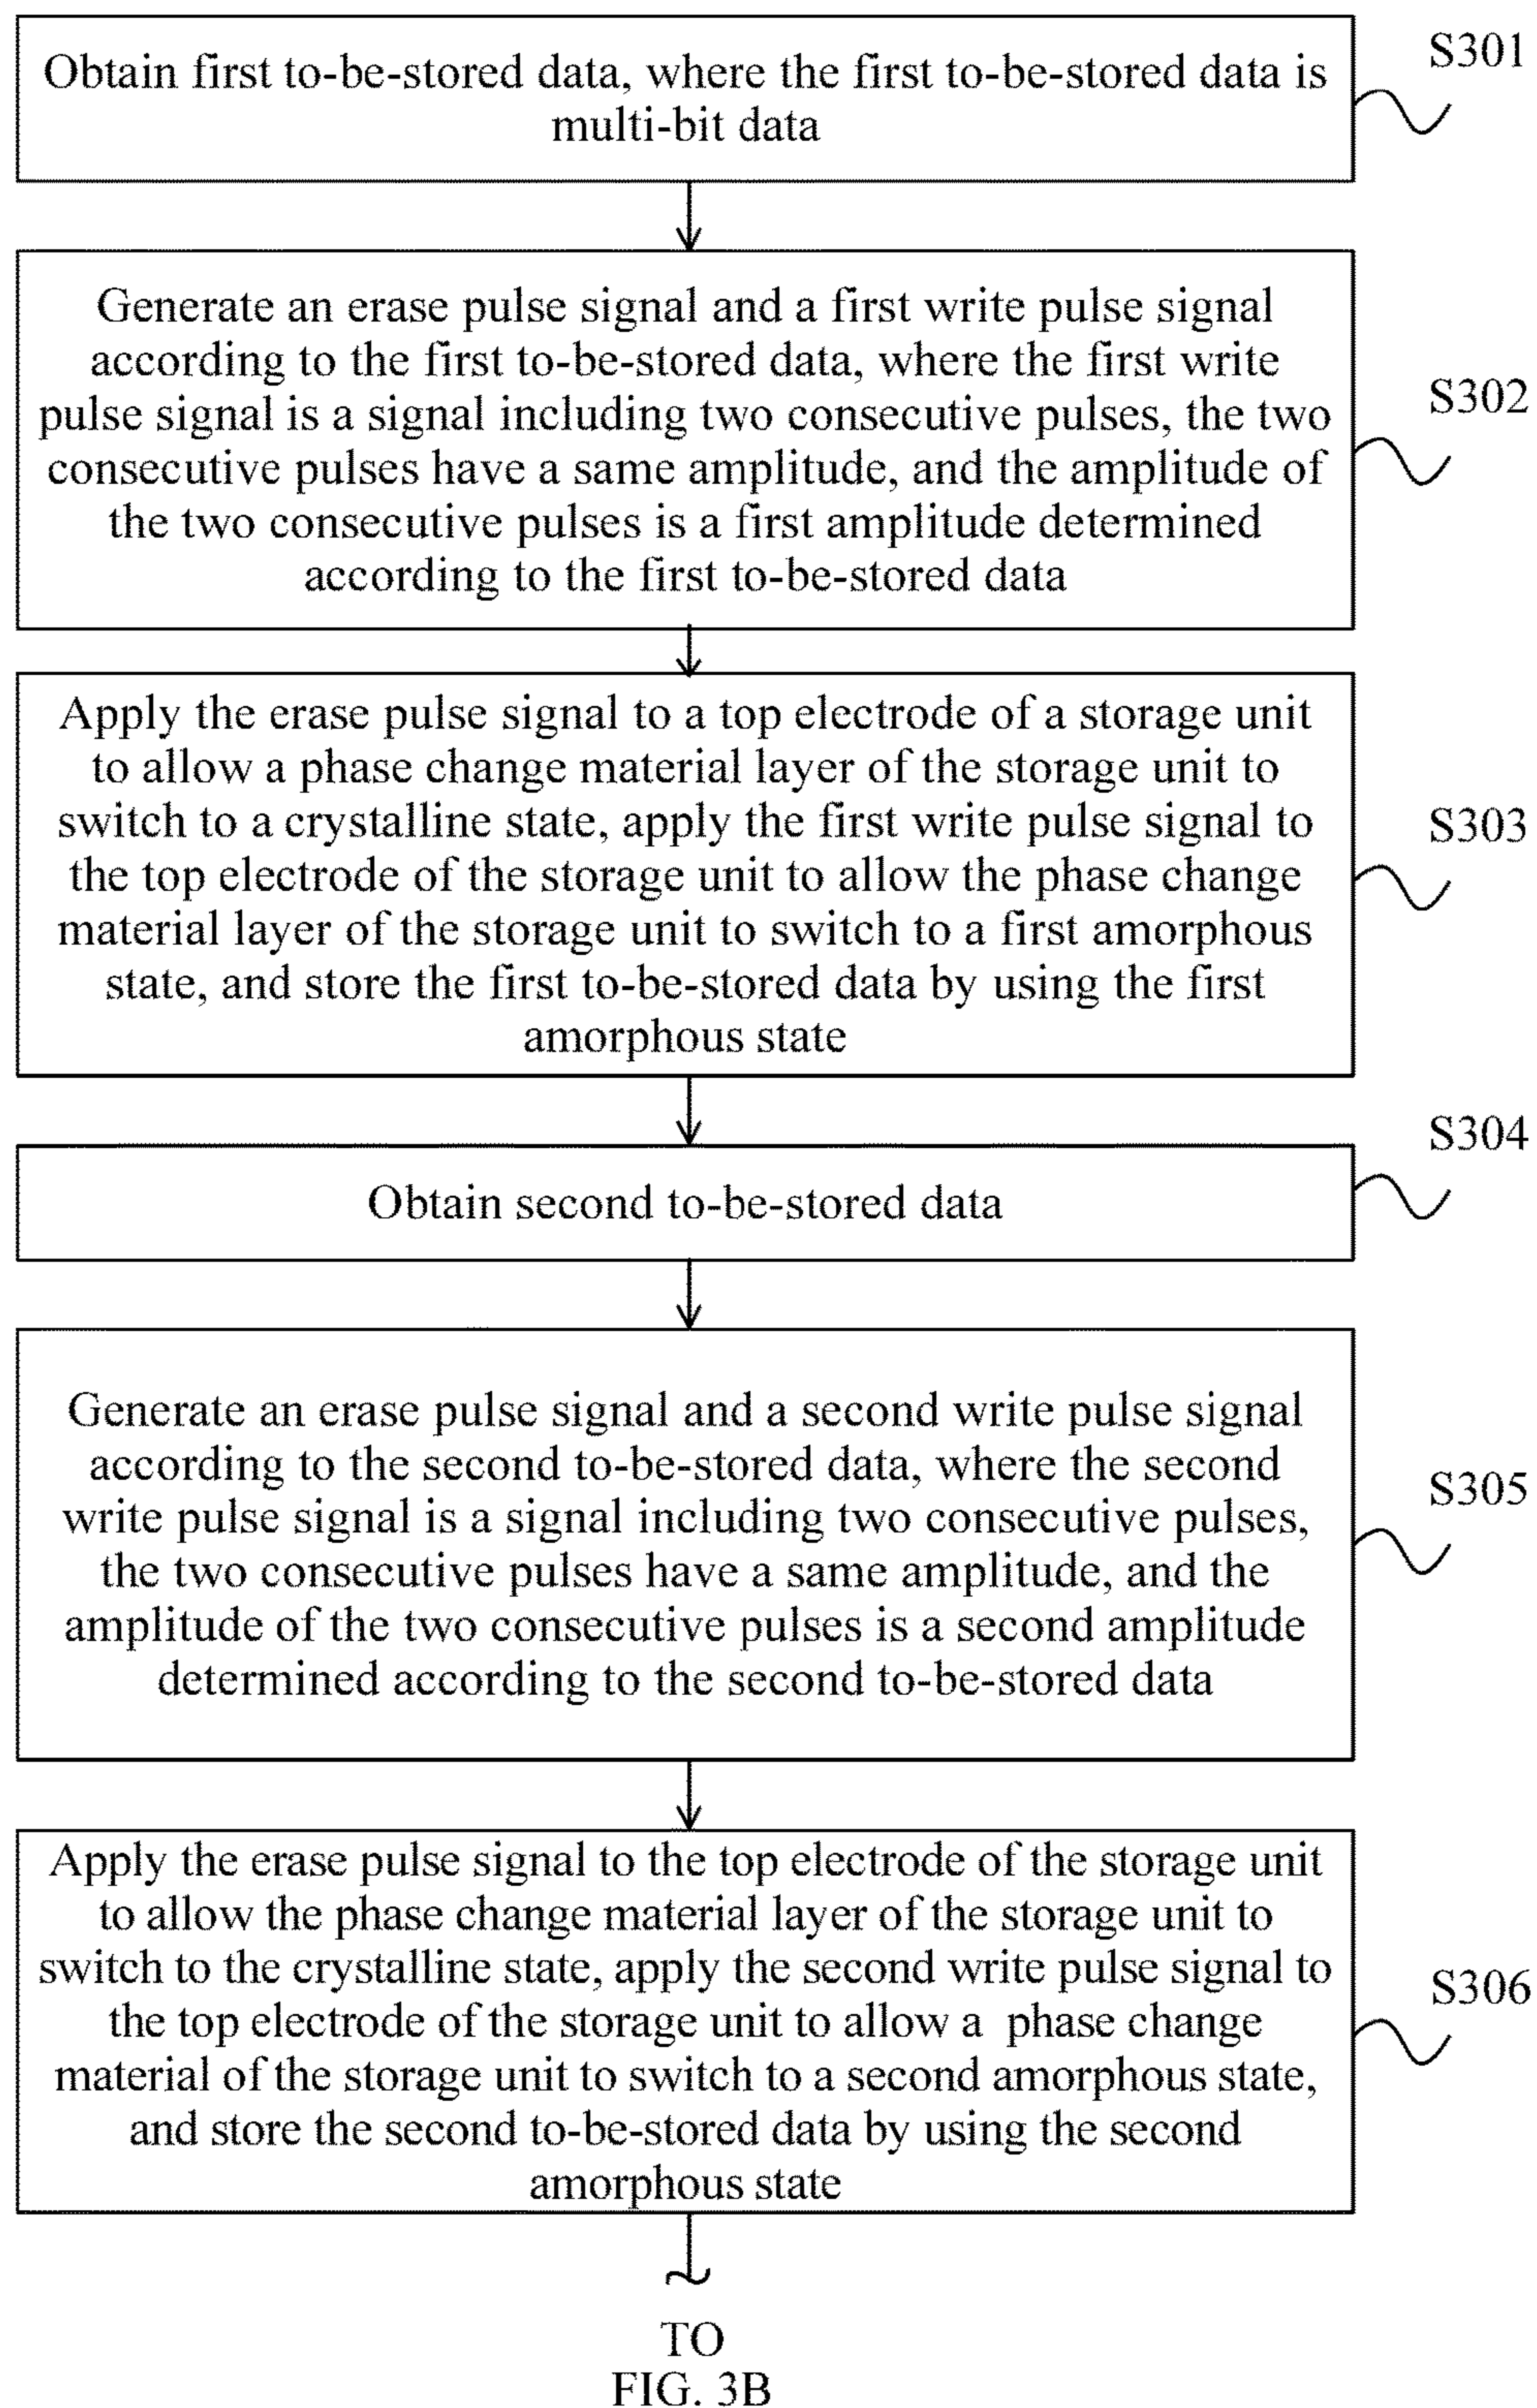 Obtain first to-be-stored data, where the first to-be-stored data is
multi-bit data
S301
Generate an erase pulse signal and a first write pulse signal
according to the first to-be-stored data, where the first write
pulse signal is a signal including two consecutive pulses, the two
consecutive pulses have a same amplitude, and the amplitude of
the two consecutive pulses is a first amplitude determined
according to the first to-be-stored data
S302
Apply the erase pulse signal to a top electrode of a storage unit
to allow a phase change material layer of the storage unit to
switch to a crystalline state, apply the first write pulse signal to
the top electrode of the storage unit to allow the phase change
material layer of the storage unit to switch to a first amorphous
state, and store the first to-be-stored data by using the first
amorphous state
S303
Obtain second to-be-stored data
S304
Generate an erase pulse signal and a second write pulse signal
according to the second to-be-stored data, where the second
write pulse signal is a signal including two consecutive pulses,
the two consecutive pulses have a same amplitude, and the
amplitude of the two consecutive pulses is a second amplitude
determined according to the second to-be-stored data
S305
Apply the erase pulse signal to the top electrode of the storage unit
to allow the phase change material layer of the storage unit to
switch to the crystalline state, apply the second write pulse signal to
the top electrode of the storage unit to allow a phase change
material of the storage unit to switch to a second amorphous state,
and store the second to-be-stored data by using the second
amorphous state
S306
TO
FIG. 3B